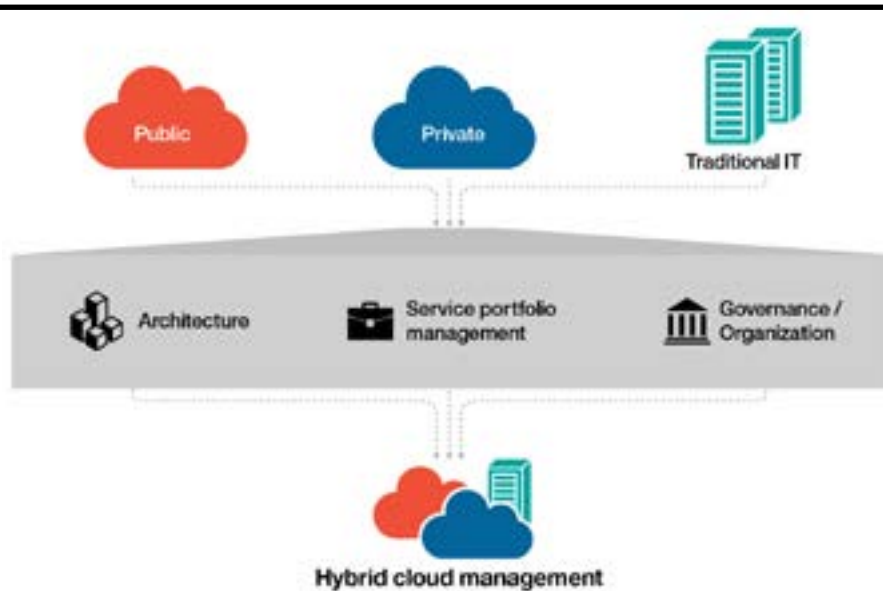 Public
Private
Traditional IT
Architecture
Service portfolio
management
Governance /
Organization
Hybrid cloud management